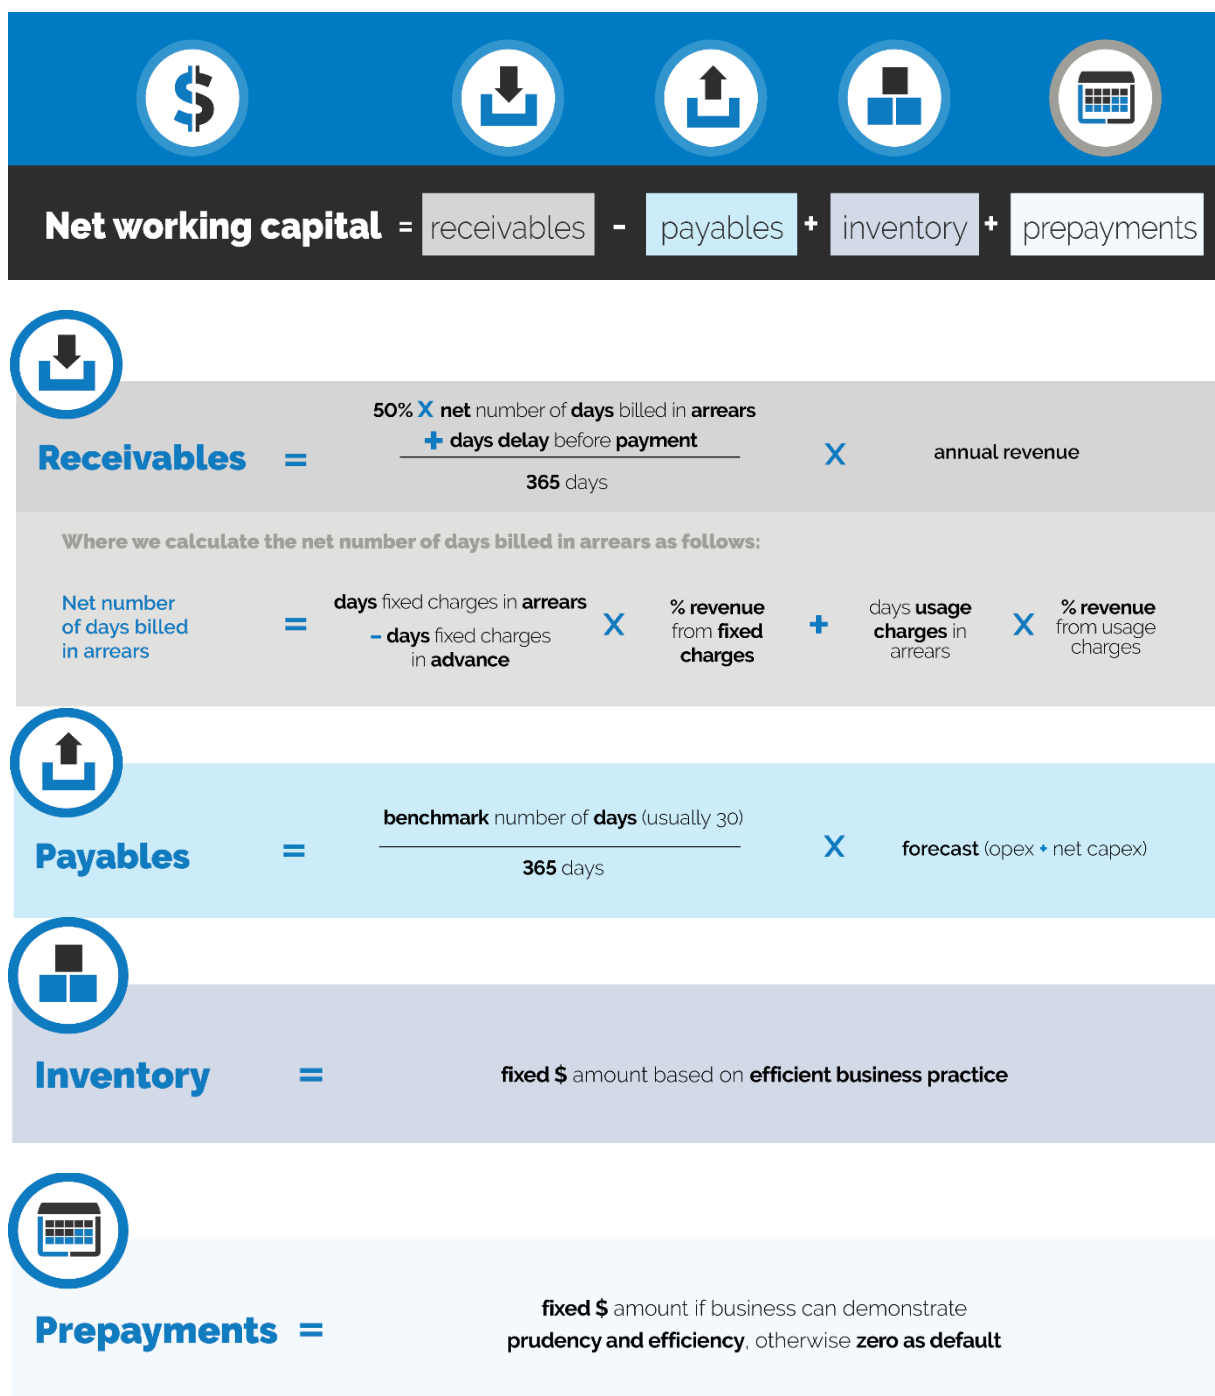 $
Net working capital = receivables - payables + inventory + prepayments
50% X net number of days billed in arrears
+ days delay before payment
Receivables = X annual revenue
365 days
Where we calculate the net number of days billed in arrears as follows:
Net number
of days billed
in arrears
=
days fixed charges in arrears
- days fixed charges
in advance
X
% revenue
from fixed
charges
+
days usage
charges in
arrears
X
% revenue
from usage
charges
benchmark number of days (usually 30)
Payables = X forecast (opex + net capex)
365 days
Inventory = fixed $ amount based on efficient business practice
Prepayments =
fixed $ amount if business can demonstrate
prudency and efficiency, otherwise zero as default